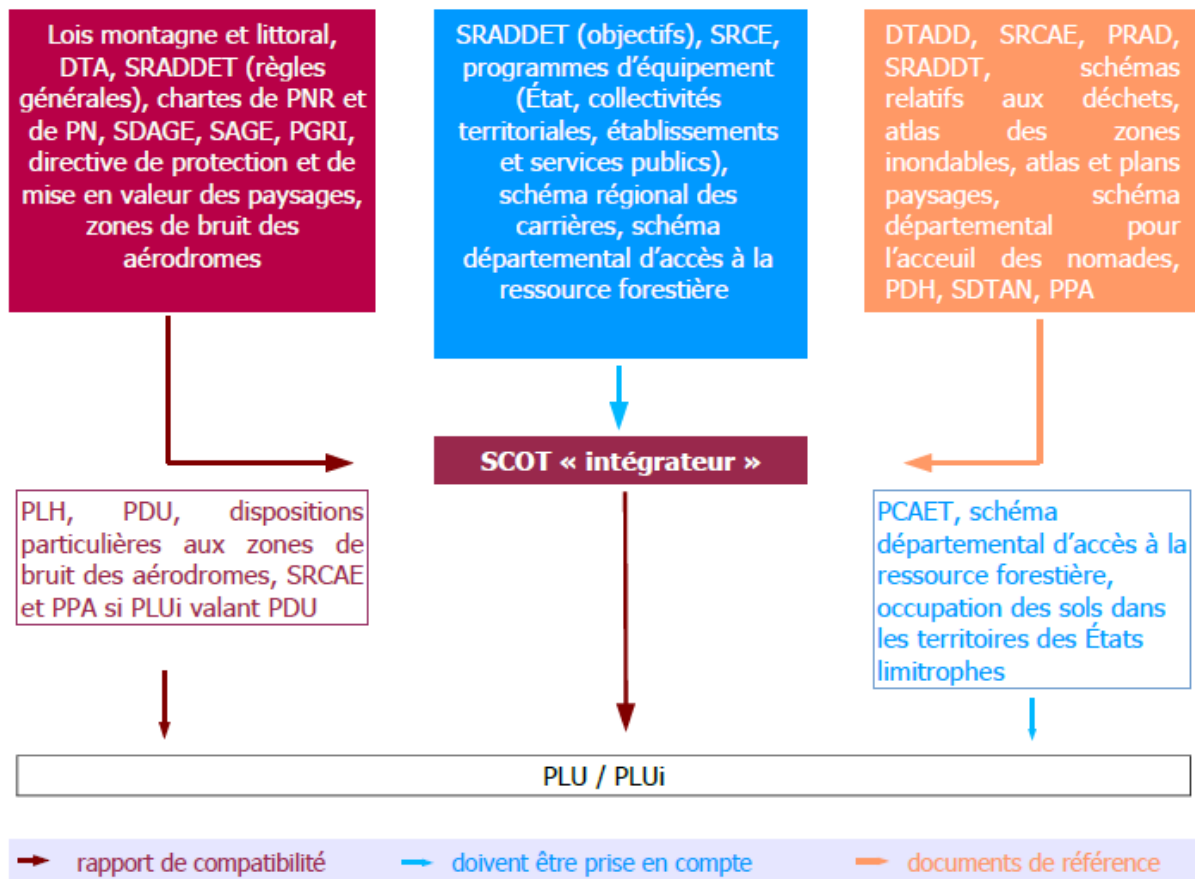 Lois montagne et littoral,
DTA, SRADDET (règles
générales), chartes de PNR et
de PN, SDAGE, SAGE, PGRI,
directive de protection et de
mise en valeur des paysages,
zones de bruit des
aérodromes
SRADDET (objectifs), SRCE,
programmes d'équipement
(État, collectivités
territoriales, établissements
et services publics),
schéma régional des
carrières, schéma
départemental d'accès à la
ressource forestière
DTADD, SRCAE, PRAD,
SRADDT, schémas
relatifs aux déchets,
atlas des zones
inondables, atlas et plans
paysages, schéma
départemental pour
l'acceuil des nomades,
PDH, SDTAN, PPA
SCOT « intégrateur »
PLH, PDU, dispositions
particulières aux zones de
bruit des aérodromes, SRCAE
et PPA si PLUi valant PDU
PCAET, schéma
départemental d'accès à la
ressource forestière,
occupation des sols dans
les territoires des États
limitrophes
PLU / PLUi
rapport de compatibilité
doivent être prise en compte
documents de référence